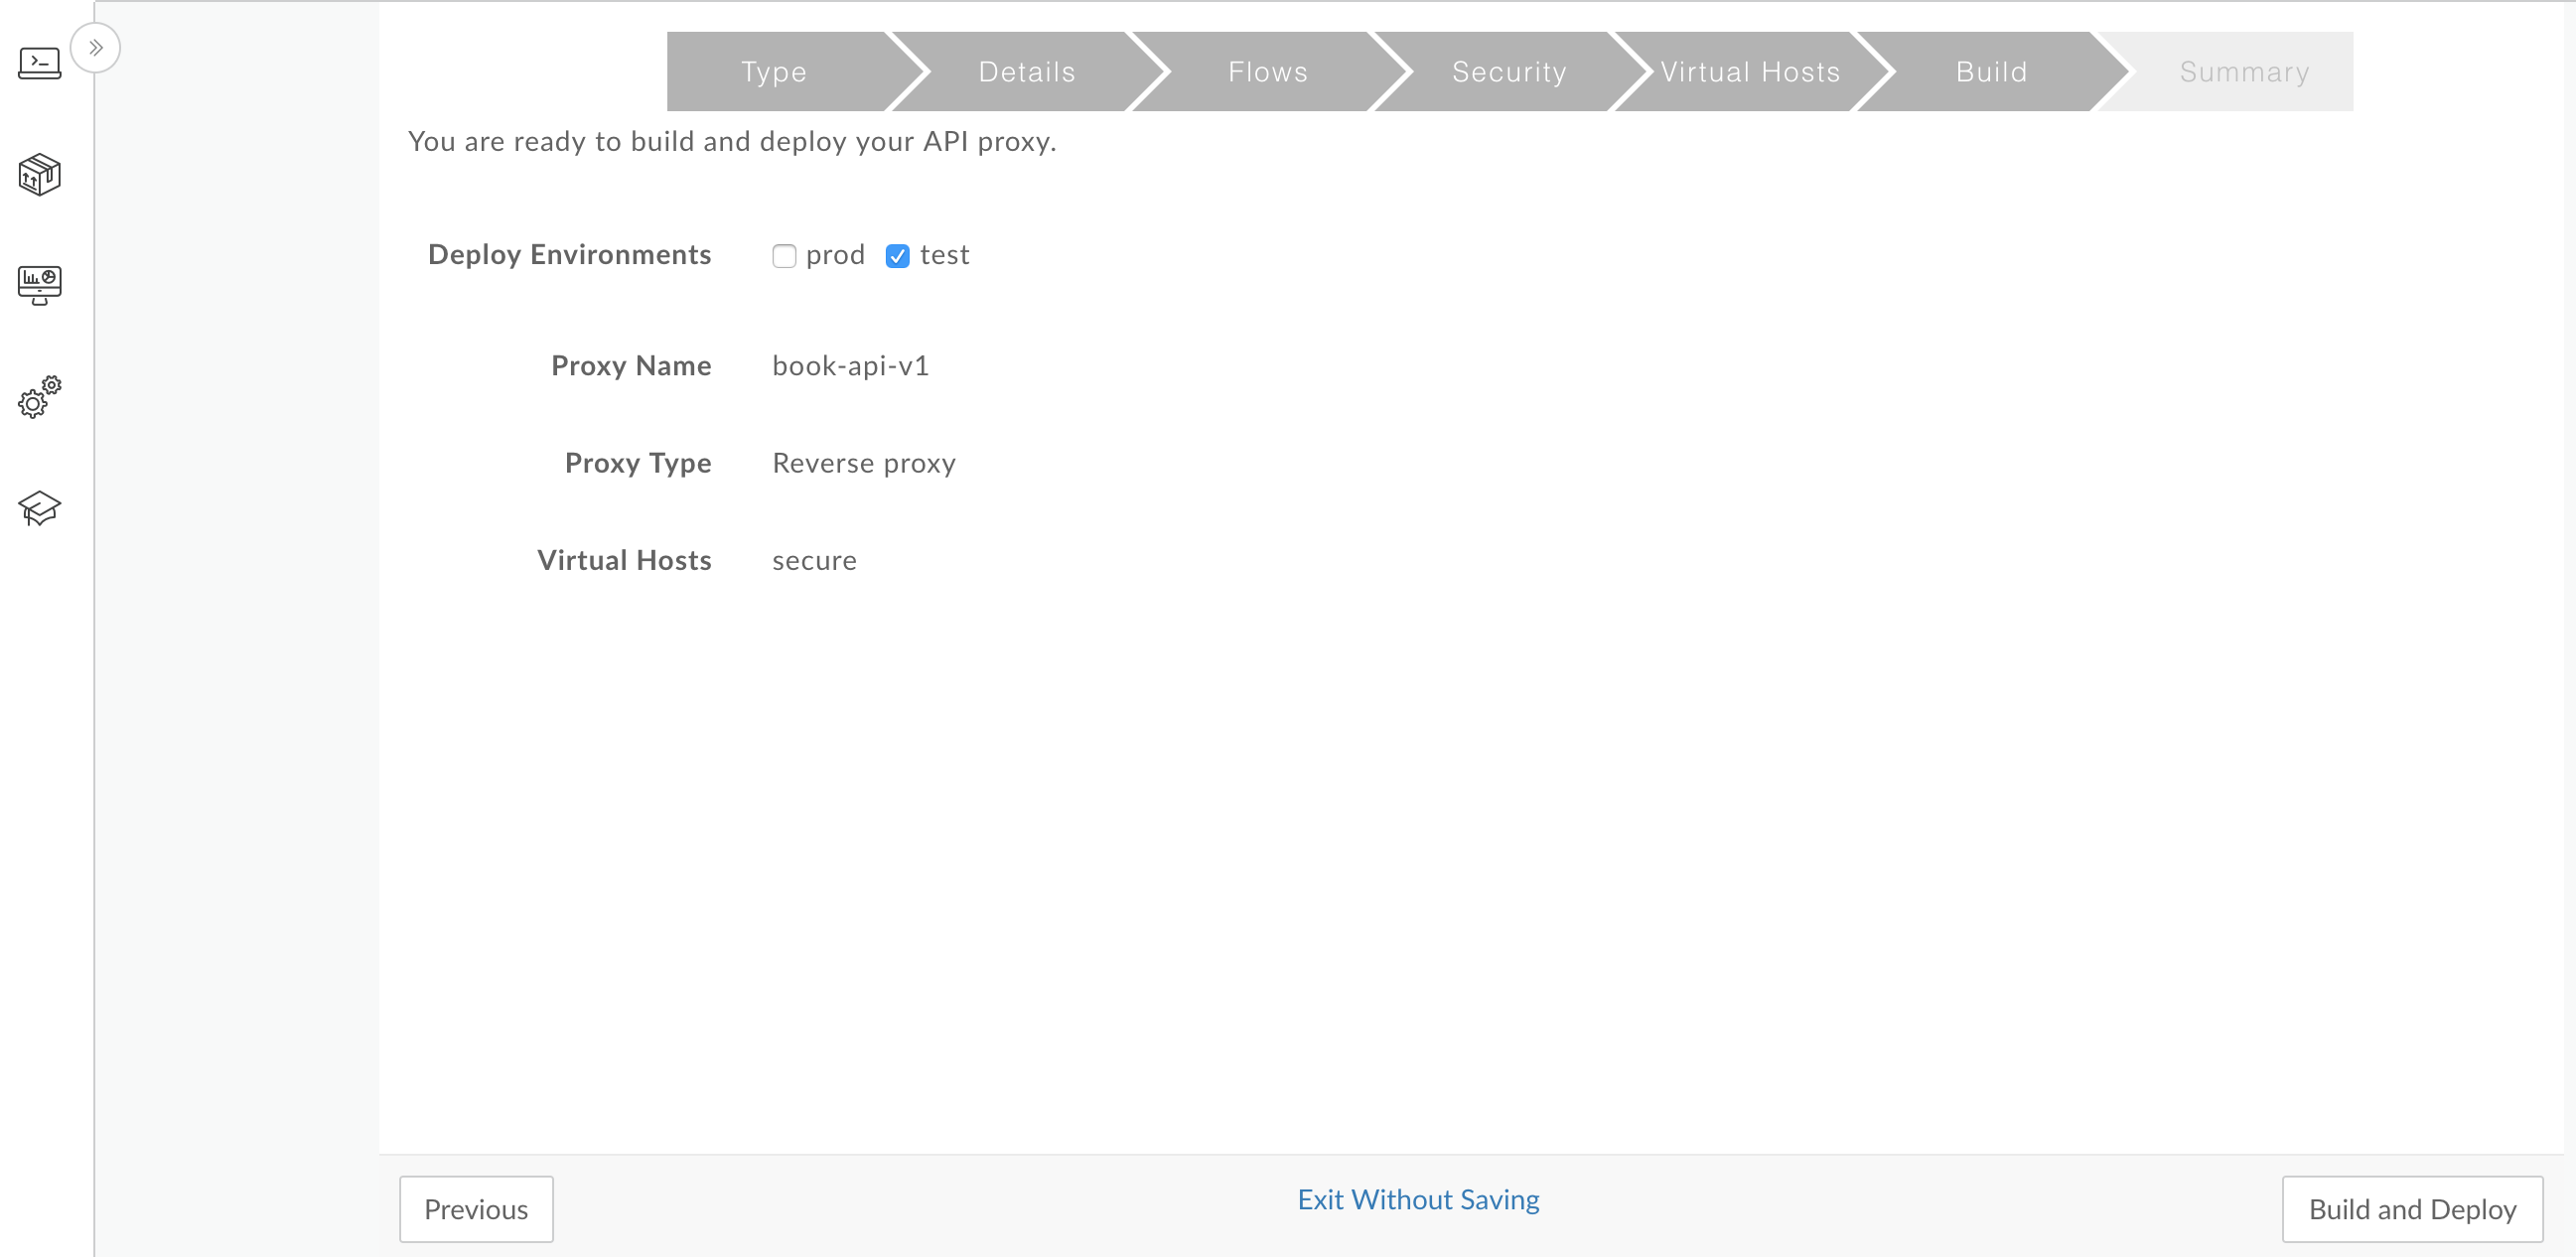 Type
Details
Flows
Security
Virtual Hosts
Build
Summary
You are ready to build and deploy your API proxy.
Deploy Environments prod test
Proxy Name book-api-v1
Proxy Type Reverse proxy
Virtual Hosts secure
Previous
Exit Without Saving
Build and Deploy